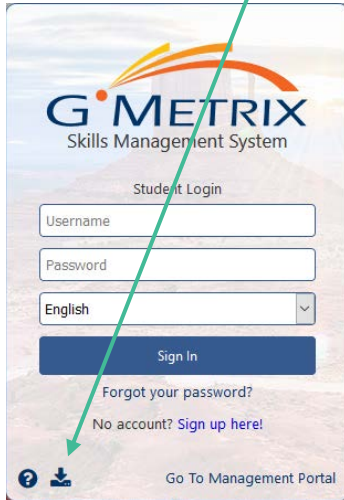 G METRIX
Skills Management System
Student Login
Username
Password
English
Sign In
Forgot your password?
No account? Sign up here!
Go To Management Portal